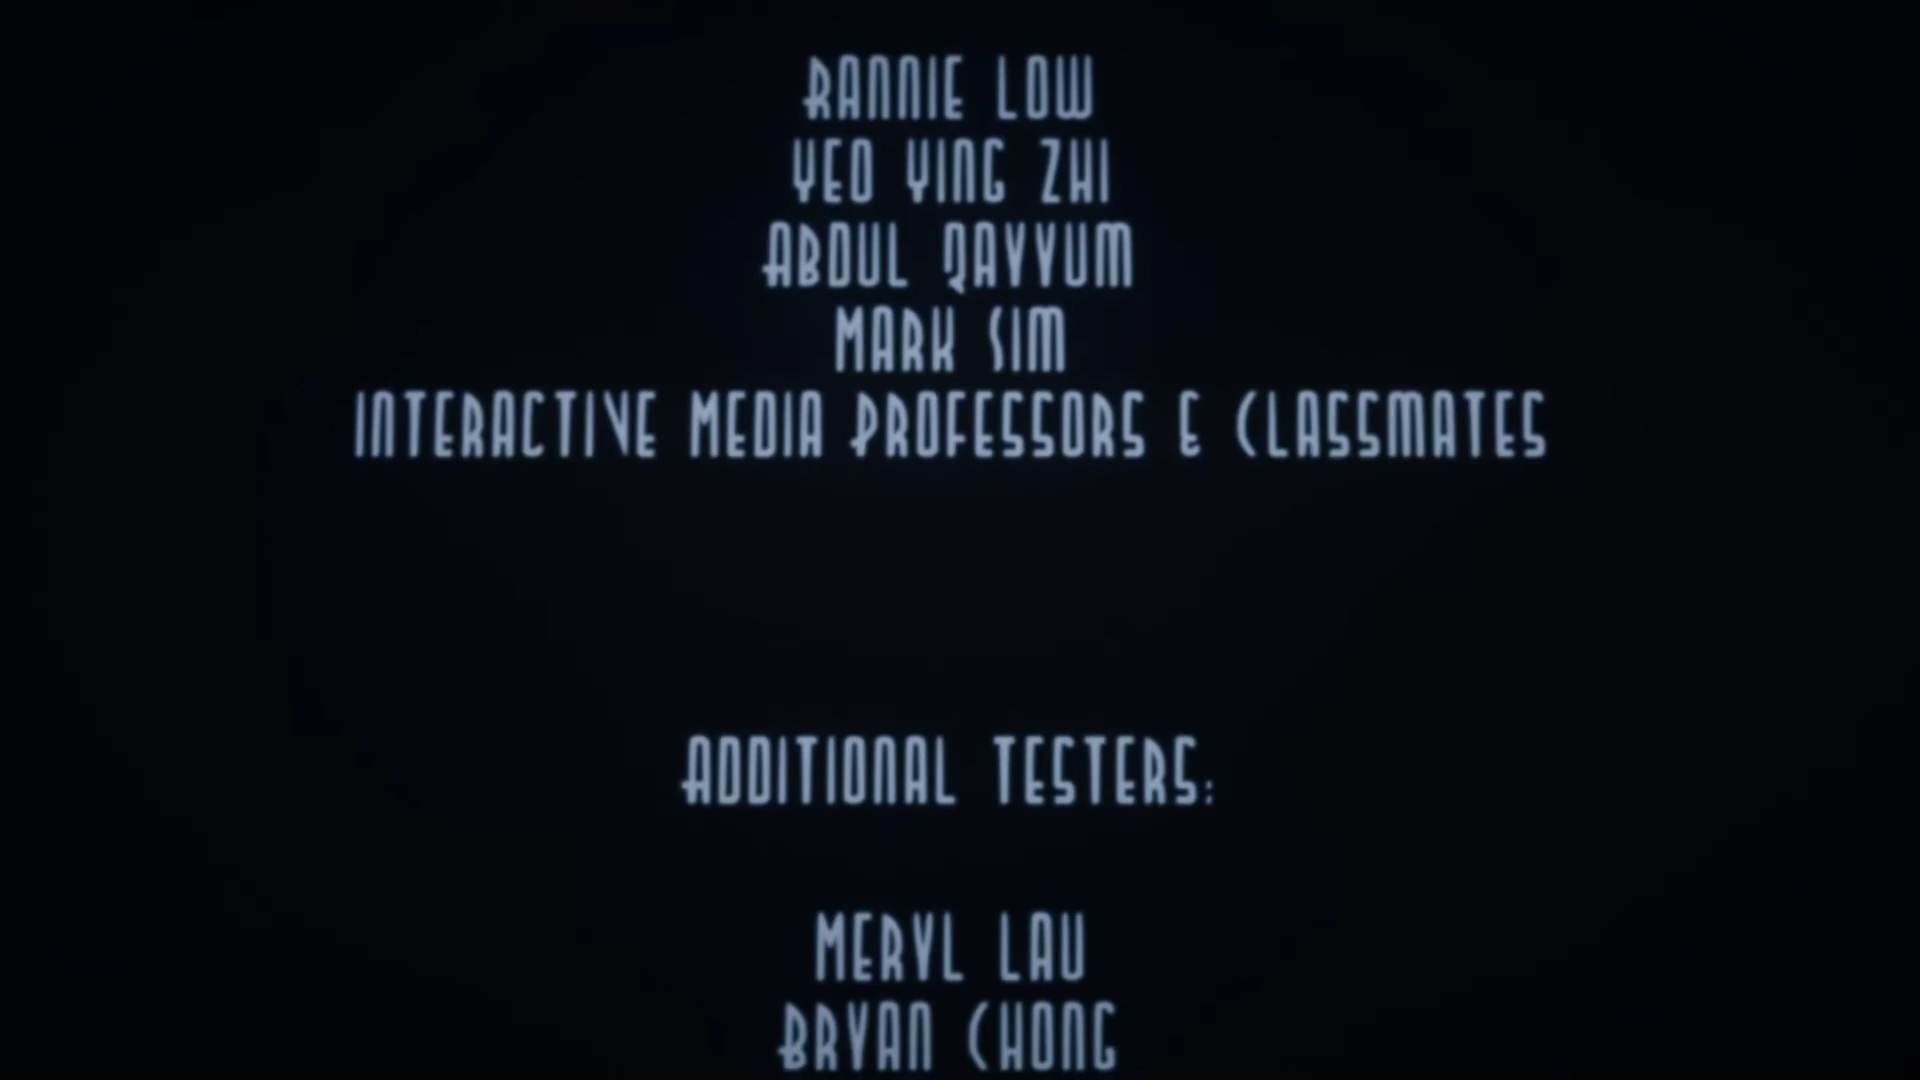 RANNIE LOW
YEO YING ZHI
ABDUL QAYYUM
MARK SIM
INTERACTIVE MEDIA PROFESSORS & CLASSMATES
ADDITIONAL TESTERS:
MERYL LAU
BRYAN CHONG